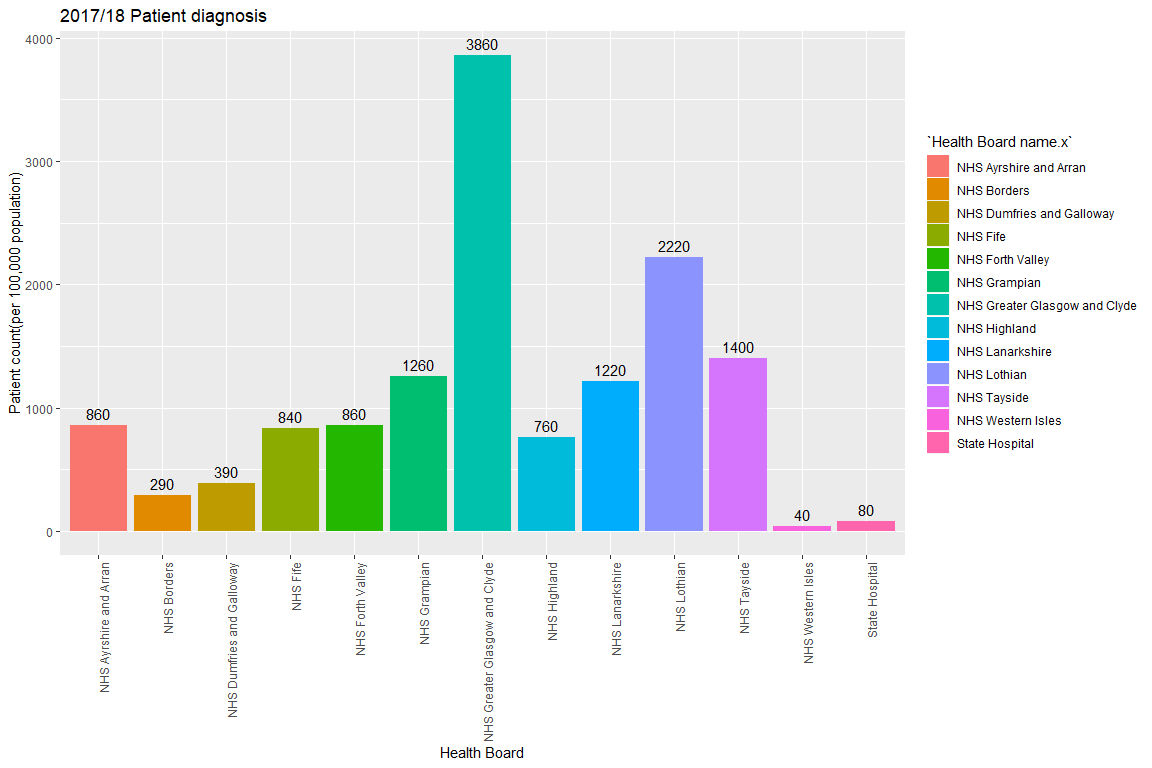 2017/18 Patient diagnosis
Patient count(per 100,000 population)
4000
3000
2000
1000
0
860
290
390
840
860
1260
3860
760
1220
2220
1400
40
80
NHS Ayrshire and Arran
NHS Borders
NHS Dumfries and Galloway
NHS Fife
NHS Forth Valley
NHS Grampian
NHS Greater Glasgow and Clyde
NHS Highland
NHS Lanarkshire
NHS Lothian
NHS Tayside
NHS Western Isles
State Hospital
Health Board
`Health Board name.x`
NHS Ayrshire and Arran
NHS Borders
NHS Dumfries and Galloway
NHS Fife
NHS Forth Valley
NHS Grampian
NHS Greater Glasgow and Clyde
NHS Highland
NHS Lanarkshire
NHS Lothian
NHS Tayside
NHS Western Isles
State Hospital